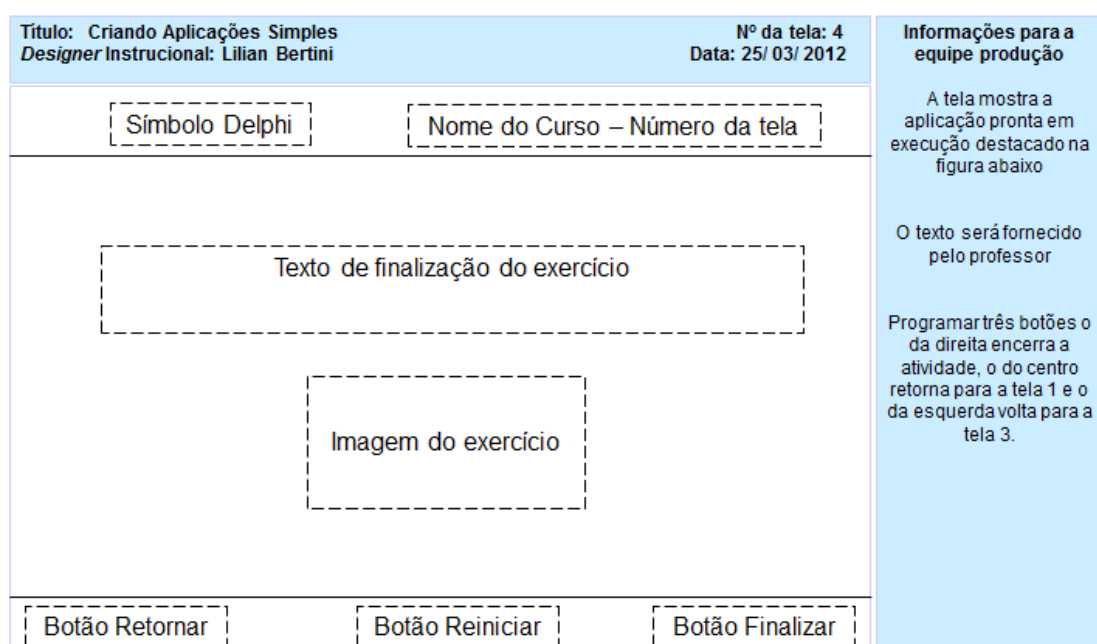 Título: Criando Aplicações Simples
Nº da tela: 4
Designer Instrucional: Lilian Bertini
Data: 25/ 03/ 2012
Símbolo Delphi
Nome do Curso – Número da tela
Texto de finalização do exercício
Imagem do exercício
Botão Retornar
Botão Reiniciar
Botão Finalizar
Informações para a
equipe produção
A tela mostra a
aplicação pronta em
execução destacado na
figura abaixo
O texto será fornecido
pelo professor
Programar três botões o
da direita encerra a
atividade, o do centro
retorna para a tela 1 e o
da esquerda volta para a
tela 3.